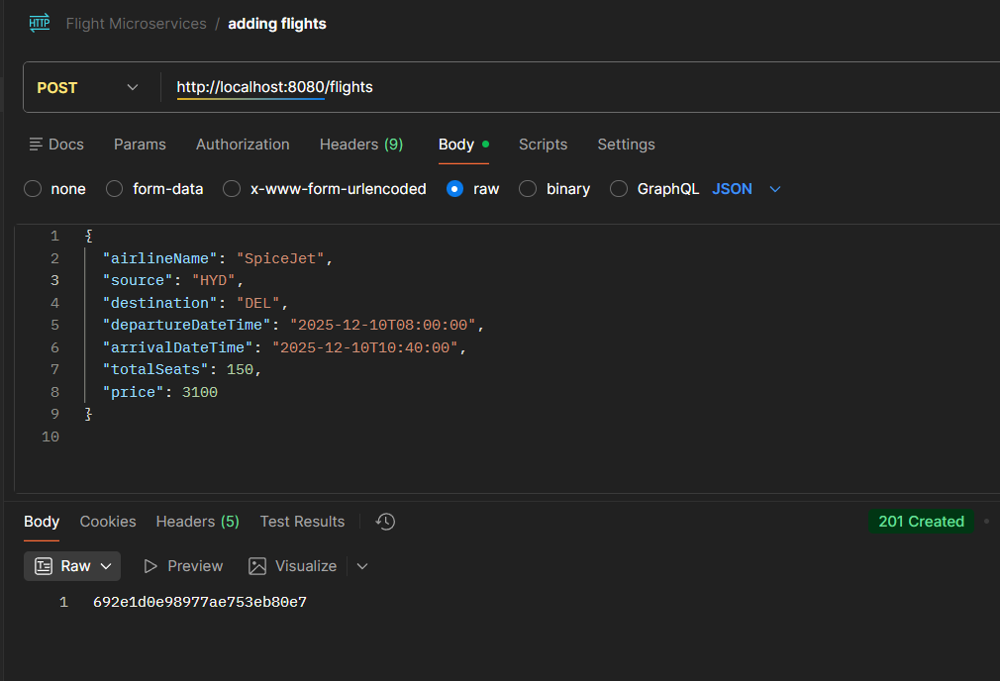 HTTP Flight Microservices / adding flights
POST http://localhost:8080/flights
Docs Params Authorization Headers (9) Body Scripts Settings
none form-data x-www-form-urlencoded raw binary GraphQL JSON
1 {
2 "airlineName": "SpiceJet",
3 "source": "HYD",
4 "destination": "DEL",
5 "departureDateTime": "2025-12-10T08:00:00",
6 "arrivalDateTime": "2025-12-10T10:40:00",
7 "totalSeats": 150,
8 "price": 3100
9 }
10
Body Cookies Headers (5) Test Results 201 Created
Raw Preview Visualize
1 692e1d0e98977ae753eb80e7